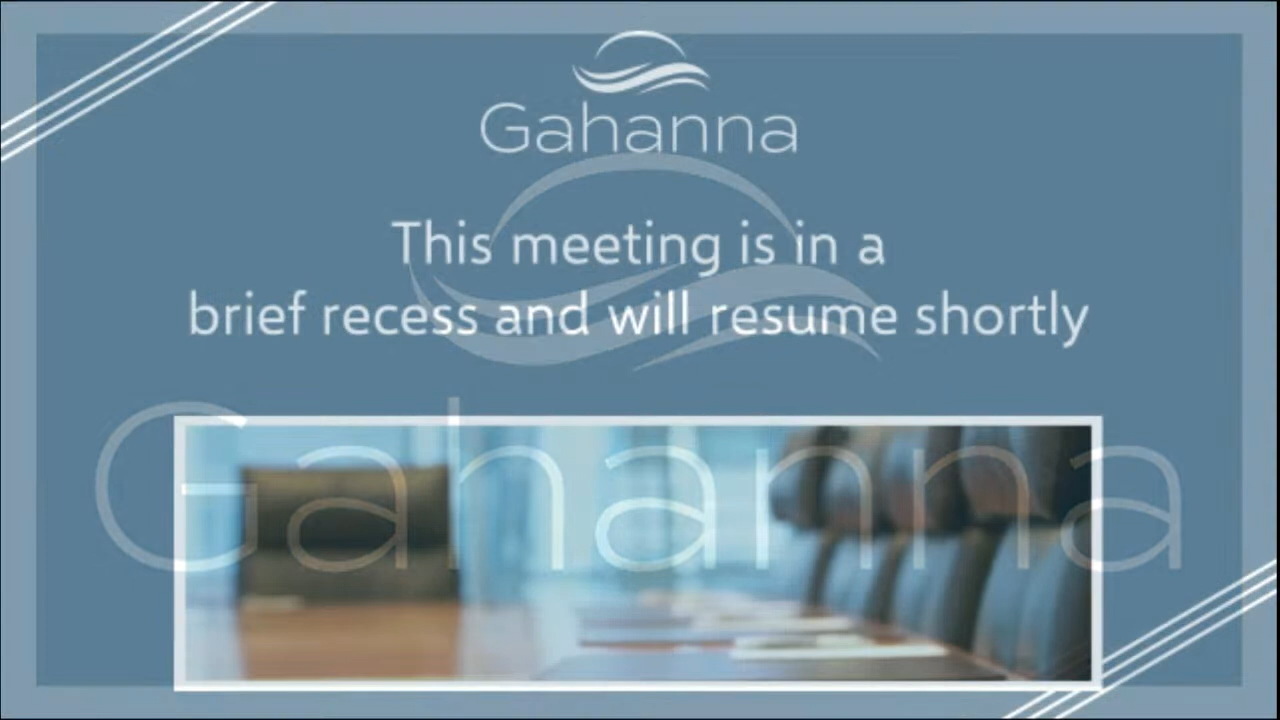 Gahanna
This meeting is in a
brief recess and will resume shortly
Gahanna